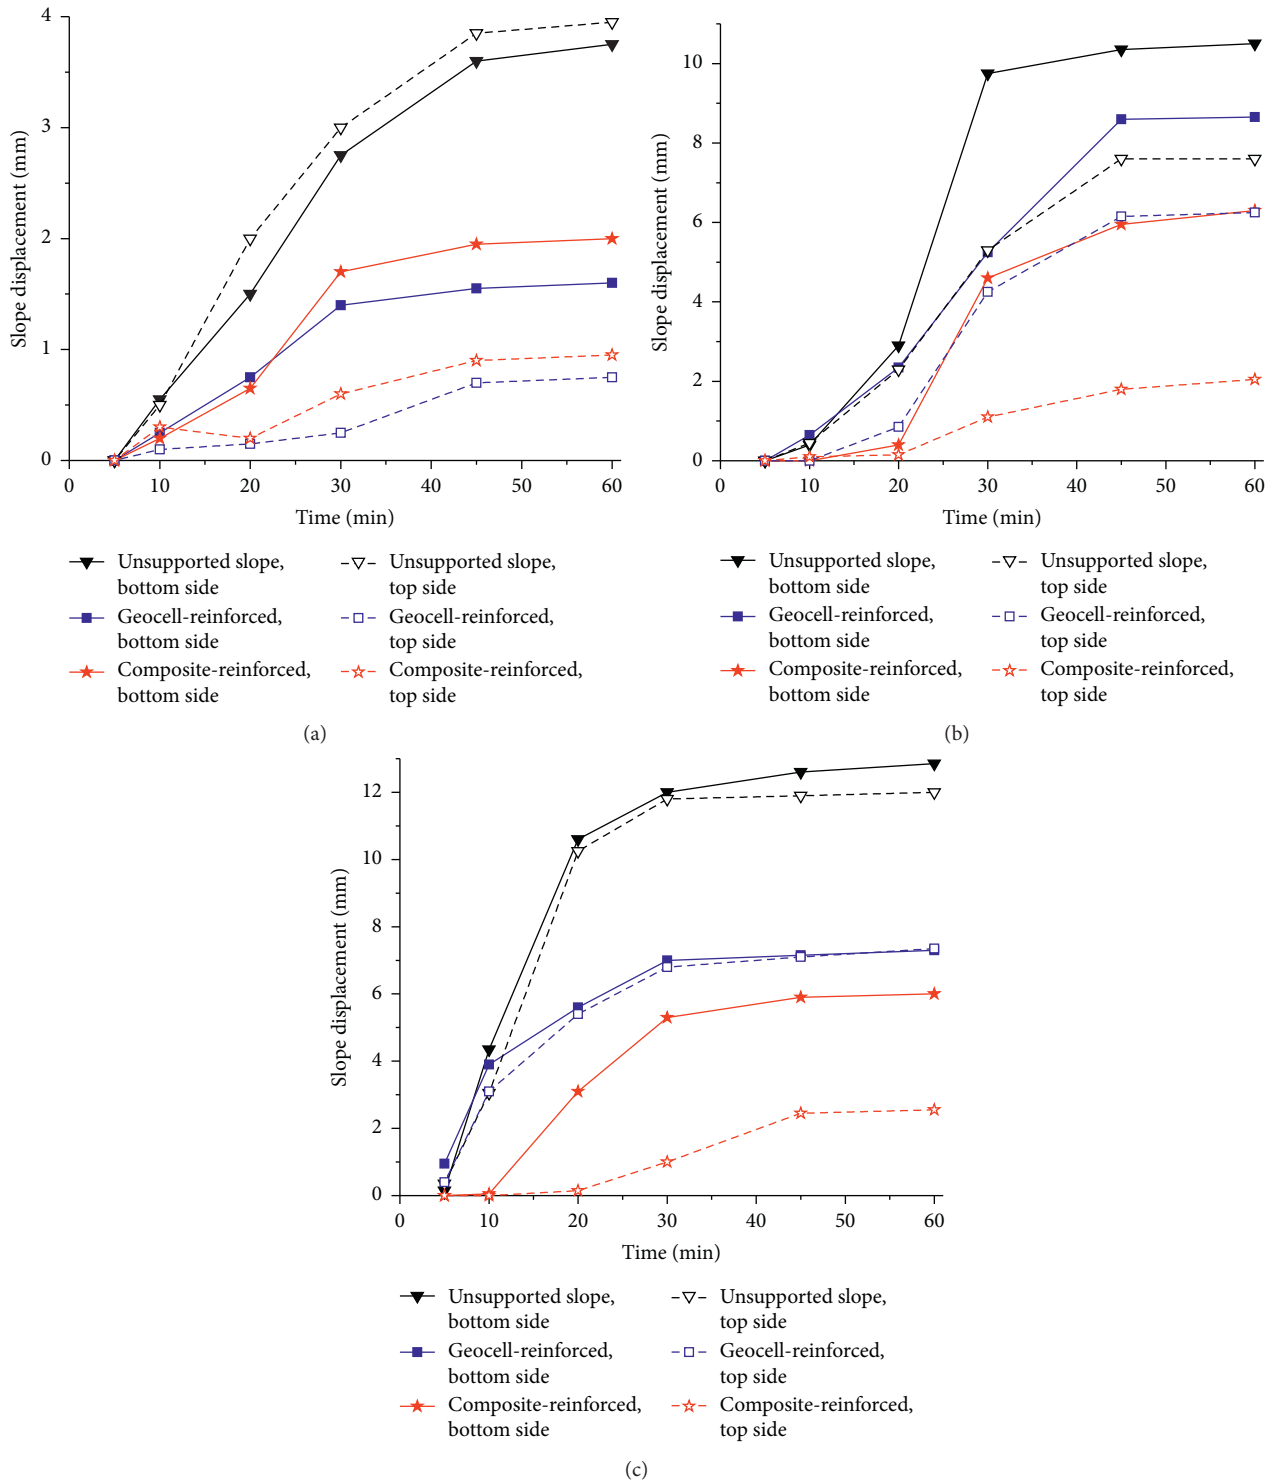 4
3
2
1
0
Slope displacement (mm)
0 10 20 30 40 50 60
Time (min)
Unsupported slope,
bottom side
Geocell-reinforced,
bottom side
Composite-reinforced,
bottom side
Unsupported slope,
top side
Geocell-reinforced,
top side
Composite-reinforced,
top side
(a)
10
8
6
4
2
0
Slope displacement (mm)
0 10 20 30 40 50 60
Time (min)
Unsupported slope,
bottom side
Geocell-reinforced,
bottom side
Composite-reinforced,
bottom side
Unsupported slope,
top side
Geocell-reinforced,
top side
Composite-reinforced,
top side
(b)
12
10
8
6
4
2
0
Slope displacement (mm)
0 10 20 30 40 50 60
Time (min)
Unsupported slope,
bottom side
Geocell-reinforced,
bottom side
Composite-reinforced,
bottom side
Unsupported slope,
top side
Geocell-reinforced,
top side
Composite-reinforced,
top side
(c)